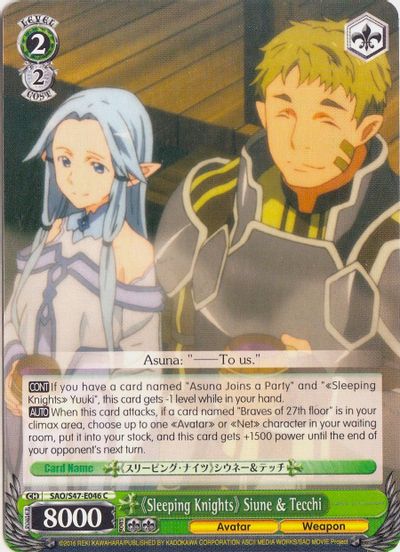 LEVEL
2
2
COST
Asuna: "——To us."
CONT If you have a card named "Asuna Joins a Party" and "≪Sleeping
Knights≫ Yuuki", this card gets -1 level while in your hand.
AUTO When this card attacks, if a card named "Braves of 27th floor" is in your
climax area, choose up to one ≪Avatar≫ or ≪Net≫ character in your waiting
room, put it into your stock, and this card gets +1500 power until the end of
your opponent's next turn.
Card Name 《スリーピング・ナイツ》シウネー&テッチ
CH SAO/S47-E046 C
≪Sleeping Knights≫ Siune & Tecchi
POWER 8000
SOUL
Avatar
Weapon
©2016 REKI KAWAHARA/PUBLISHED BY KADOKAWA CORPORATION ASCII MEDIA WORKS/SAO MOVIE Project